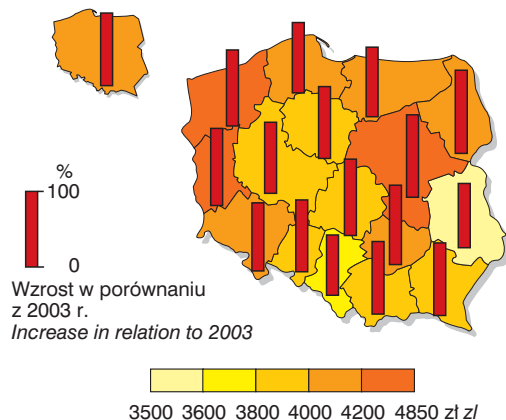 %
100
0
Wzrost w porównaniu
z 2003 r.
Increase in relation to 2003
3500 3600 3800 4000 4200 4850 zł zl